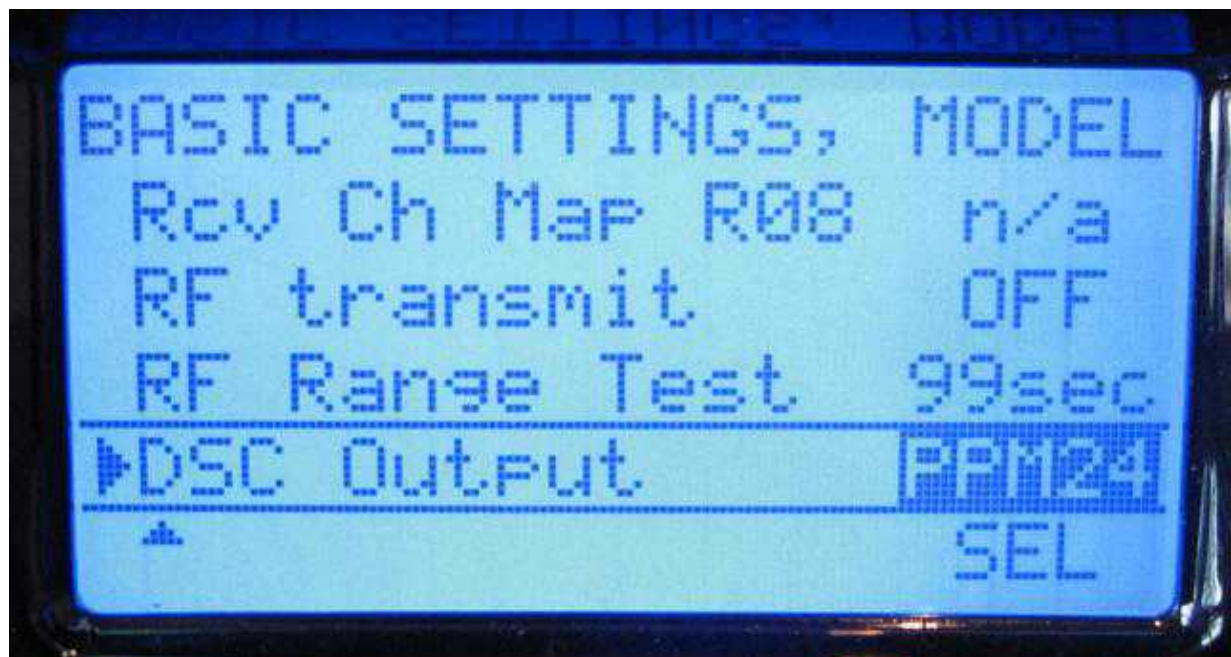 BASIC SETTINGS, MODEL
Rcv Ch Map R08 n/a
RF transmit OFF
RF Range Test 99sec
DSC Output PPM24
SEL